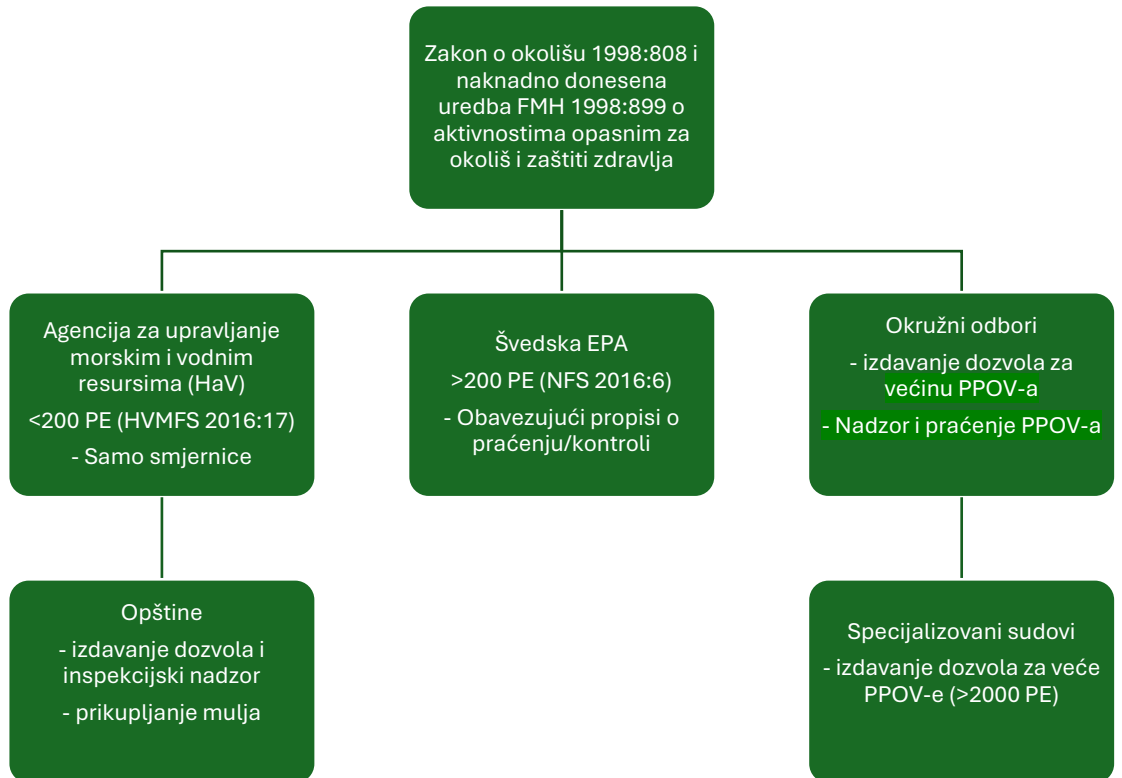 Zakon o okolišu 1998:808 i
naknadno donesena
uredba FMH 1998:899 o
aktivnostima opasnim za
okoliš i zaštiti zdravlja
Agencija za upravljanje
morskim i vodnim
resursima (HaV)
<200 PE (HVMFS 2016:17)
- Samo smjernice
Švedska EPA
>200 PE (NFS 2016:6)
- Obavezujući propisi o
praćenju/kontroli
Okružni odbori
- izdavanje dozvola za
većinu PPOV-a
- Nadzor i praćenje PPOV-a
Opštine
- izdavanje dozvola i
inspekcijski nadzor
- prikupljanje mulja
Specijalizovani sudovi
- izdavanje dozvola za veće
PPOV-e (>2000 PE)